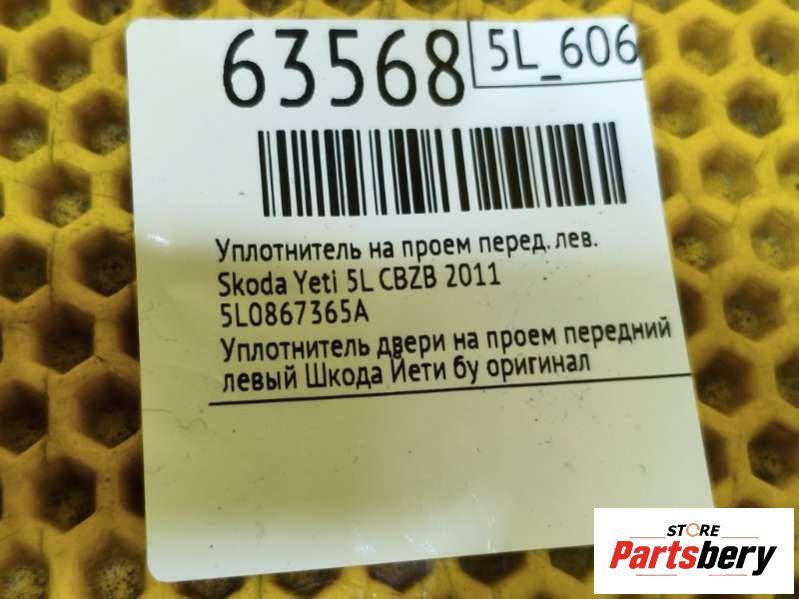 63568
5L_606
Уплотнитель на проем перед. лев.
Skoda Yeti 5L CBZB 2011
5L0867365A
Уплотнитель двери на проем передний
левый Шкода Йети бу оригинал
STORE
Partsbery